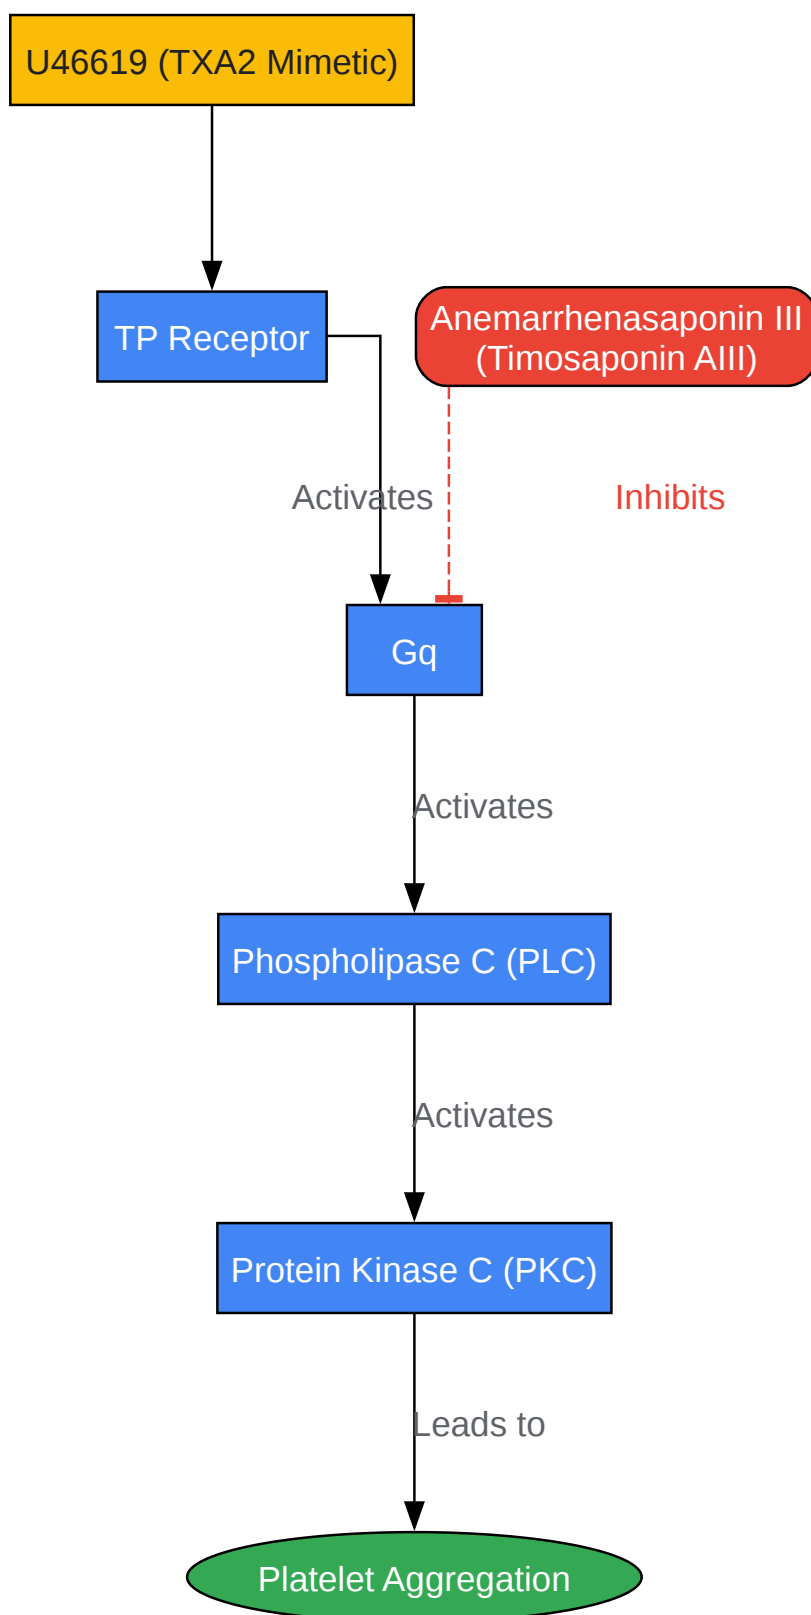 U46619 (TXA2 Mimetic)
TP Receptor
Anemarrhenasaponin III
(Timosaponin AIII)
Activates
Inhibits
Gq
Activates
Phospholipase C (PLC)
Activates
Protein Kinase C (PKC)
Leads to
Platelet Aggregation